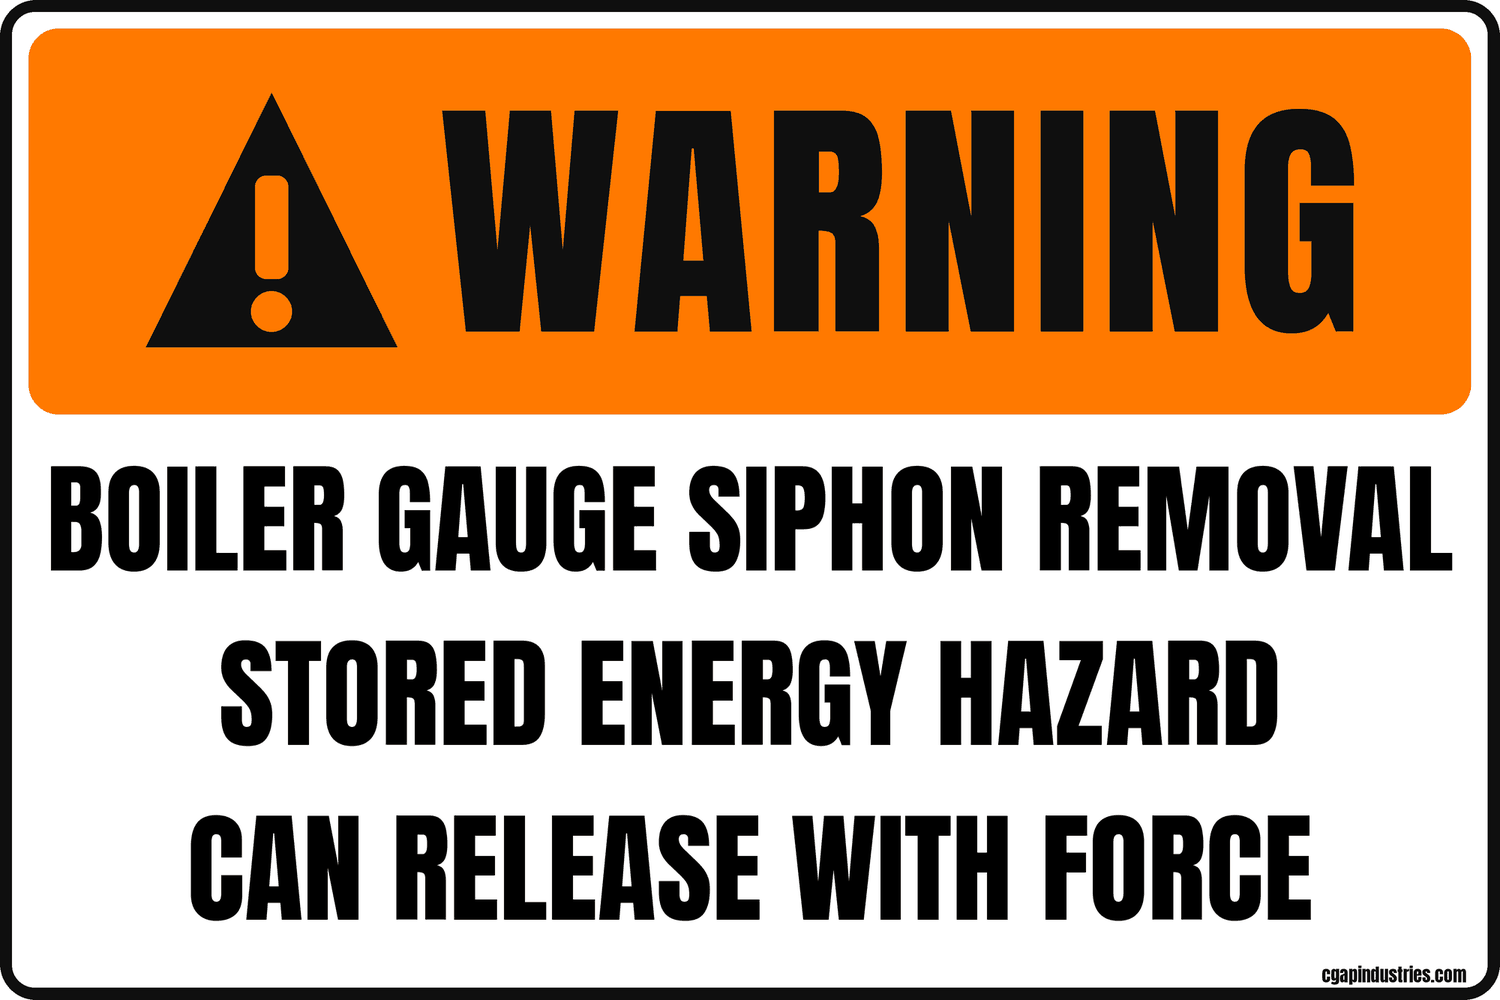 WARNING
BOILER GAUGE SIPHON REMOVAL
STORED ENERGY HAZARD
CAN RELEASE WITH FORCE
cgapindustries.com